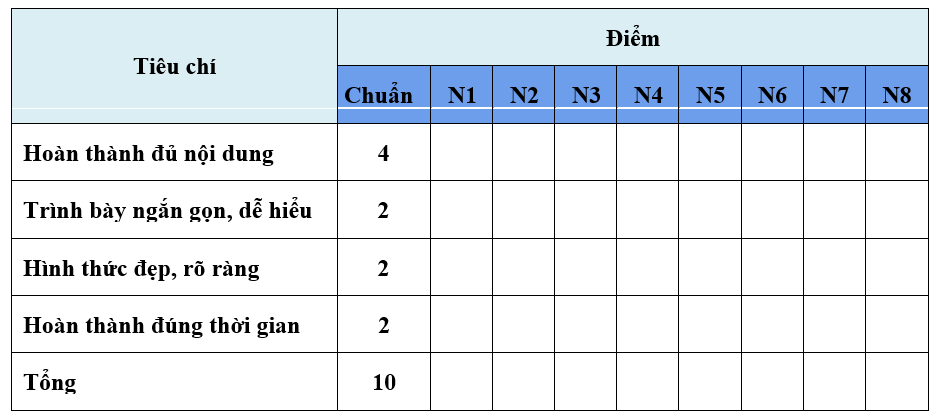 Tiêu chí
Điểm
Chuẩn N1 N2 N3 N4 N5 N6 N7 N8
Hoàn thành đủ nội dung 4
Trình bày ngắn gọn, dễ hiểu 2
Hình thức đẹp, rõ ràng 2
Hoàn thành đúng thời gian 2
Tổng 10